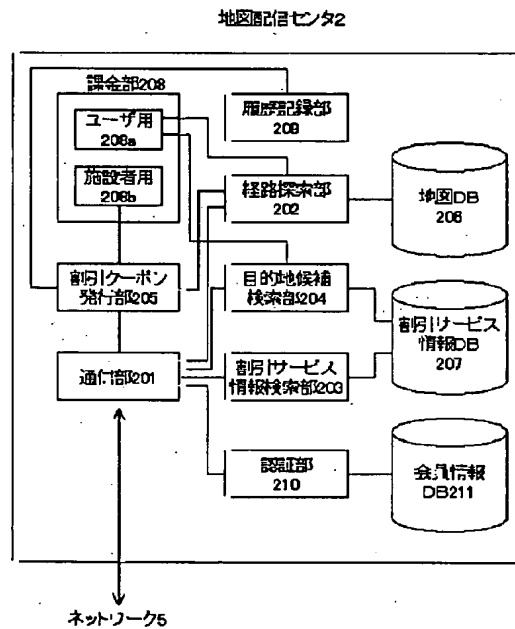 地図配信センタ2
課金部208
ユーザ用
208a
施設者用
208b
履歴記録部
209
経路探索部
202
地図DB
206
割引クーポン
発行部205
目的地候補
検索部204
割引サービス
情報DB
207
通信部201
割引サービス
情報検索部203
認証部
210
会員情報
DB211
ネットワーク5